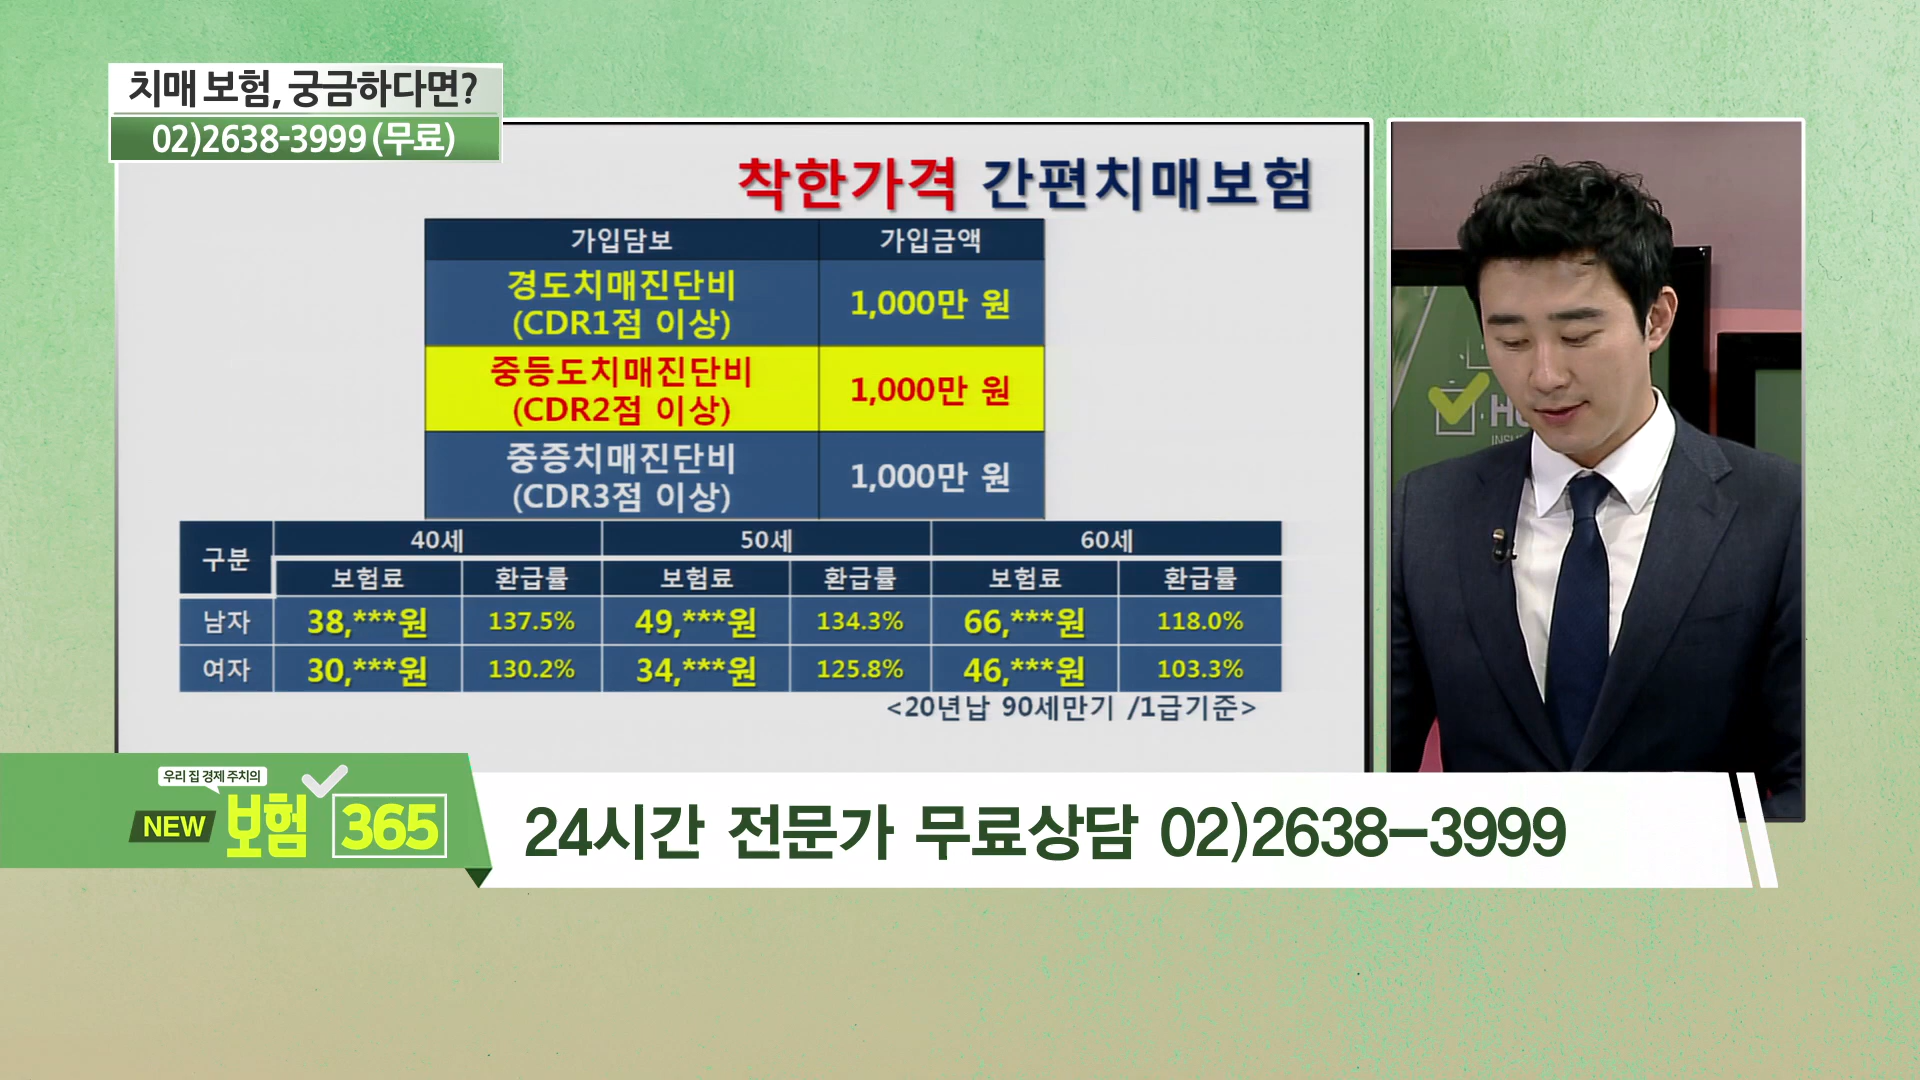 치매 보험, 궁금하다면?
02)2638-3999 (무료)
착한가격 간편치매보험
가입담보 가입금액
경도치매진단비
(CDR1점 이상)
1,000만 원
중등도치매진단비
(CDR2점 이상)
1,000만 원
중증치매진단비
(CDR3점 이상)
1,000만 원
구분 40세 50세 60세
보험료 환급률 보험료 환급률 보험료 환급률
남자 38,***원 137.5% 49,***원 134.3% 66,***원 118.0%
여자 30,***원 130.2% 34,***원 125.8% 46,***원 103.3%
<20년납 90세만기 /1급기준>
우리 집 경제 주치의
NEW 보험 365
24시간 전문가 무료상담 02)2638-3999